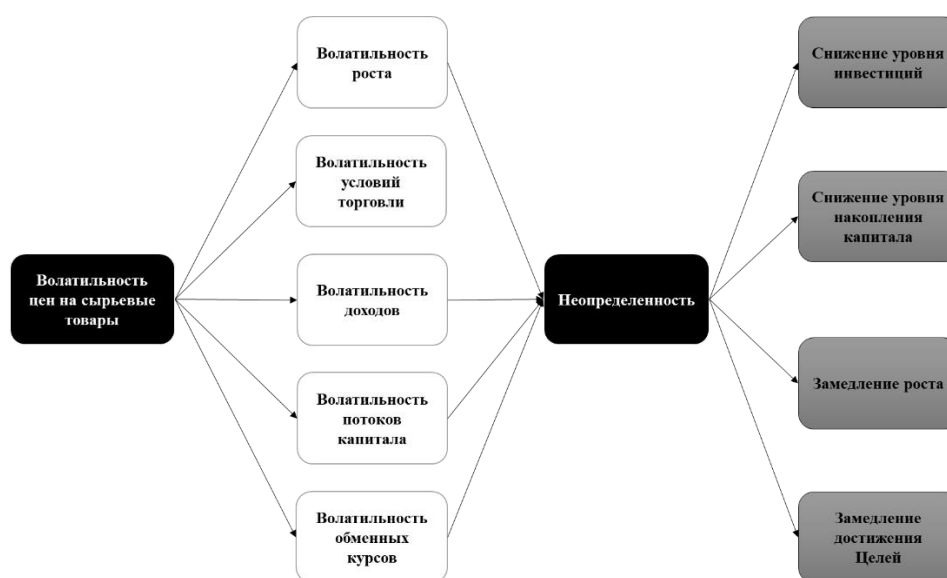 Волатильность
роста
Волатильность
условий
торговли
Волатильность
цен на сырьевые
товары
Волатильность
доходов
Волатильность
потоков
капитала
Волатильность
обменных
курсов
Неопределенность
Снижение уровня
инвестиций
Снижение уровня
накопления
капитала
Замедление роста
Замедление
достижения
Целей